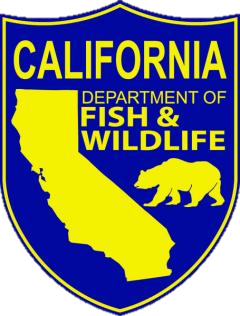 CALIFORNIA
DEPARTMENT OF
FISH &
WILDLIFE